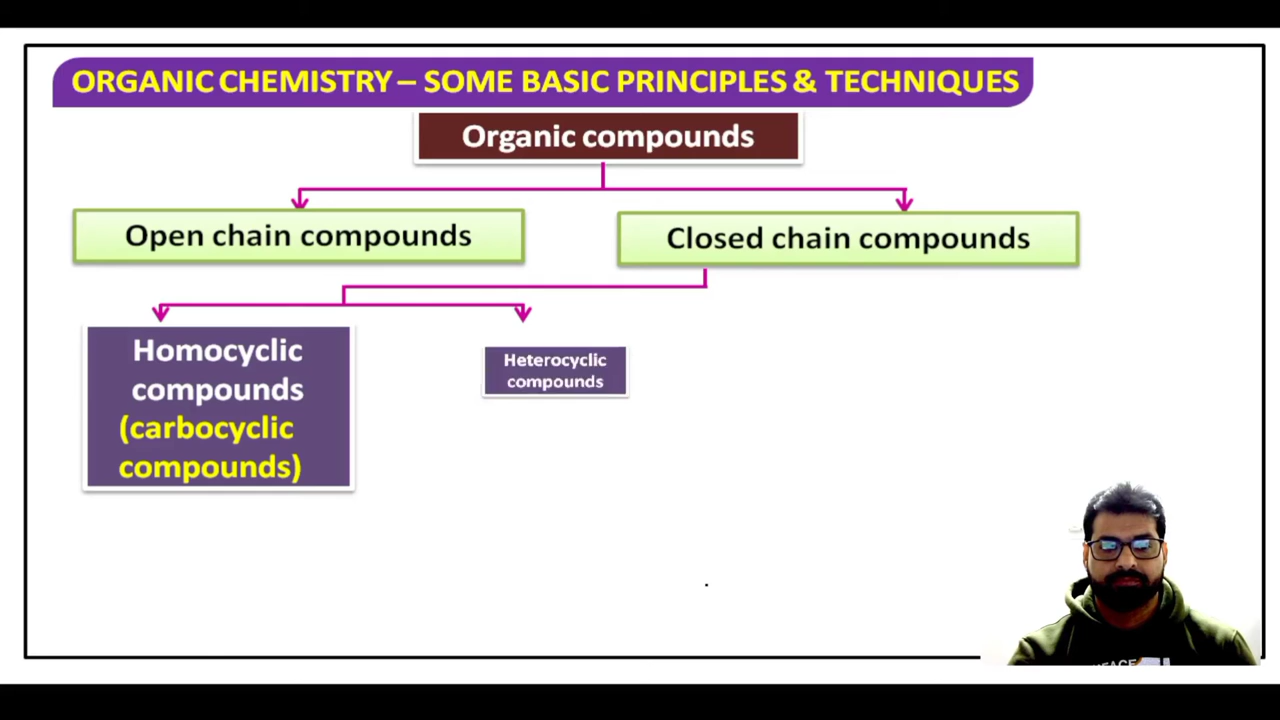 ORGANIC CHEMISTRY – SOME BASIC PRINCIPLES & TECHNIQUES
Organic compounds
Open chain compounds
Closed chain compounds
Homocyclic
compounds
(carbocyclic
compounds)
Heterocyclic
compounds